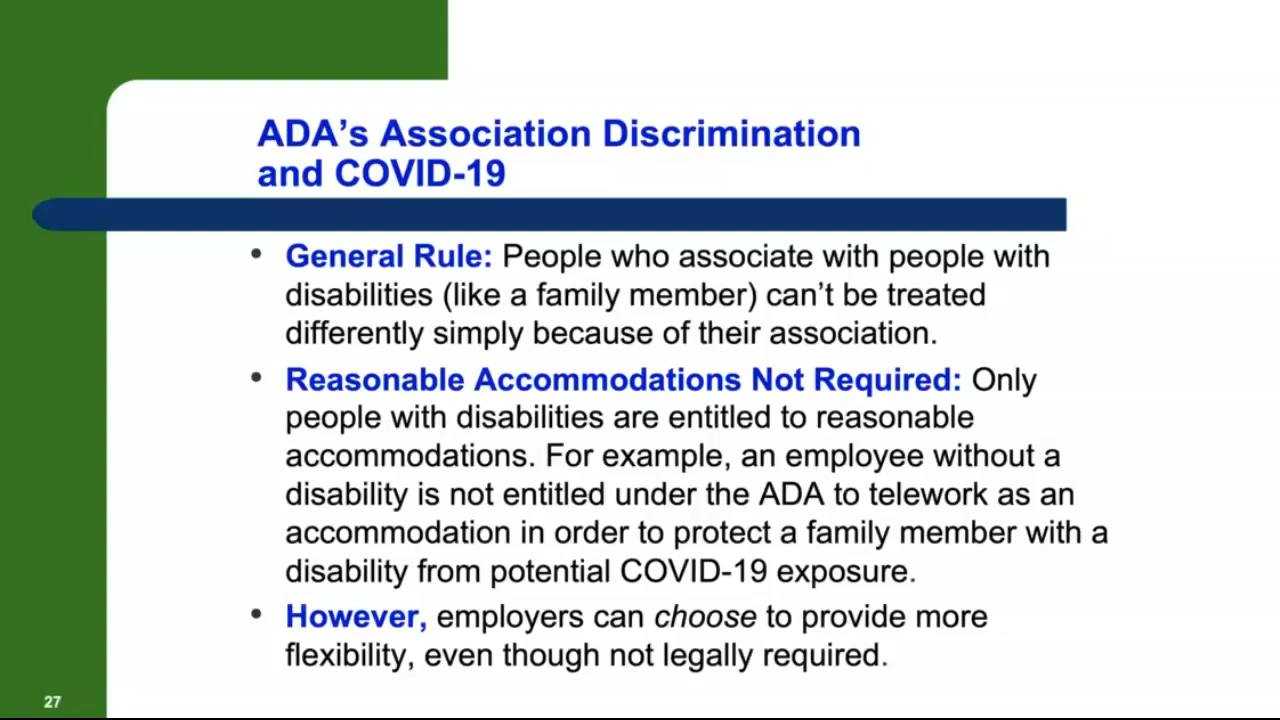 ADA’s Association Discrimination
and COVID-19
• General Rule: People who associate with people with
disabilities (like a family member) can’t be treated
differently simply because of their association.
• Reasonable Accommodations Not Required: Only
people with disabilities are entitled to reasonable
accommodations. For example, an employee without a
disability is not entitled under the ADA to telework as an
accommodation in order to protect a family member with a
disability from potential COVID-19 exposure.
• However, employers can choose to provide more
flexibility, even though not legally required.
27